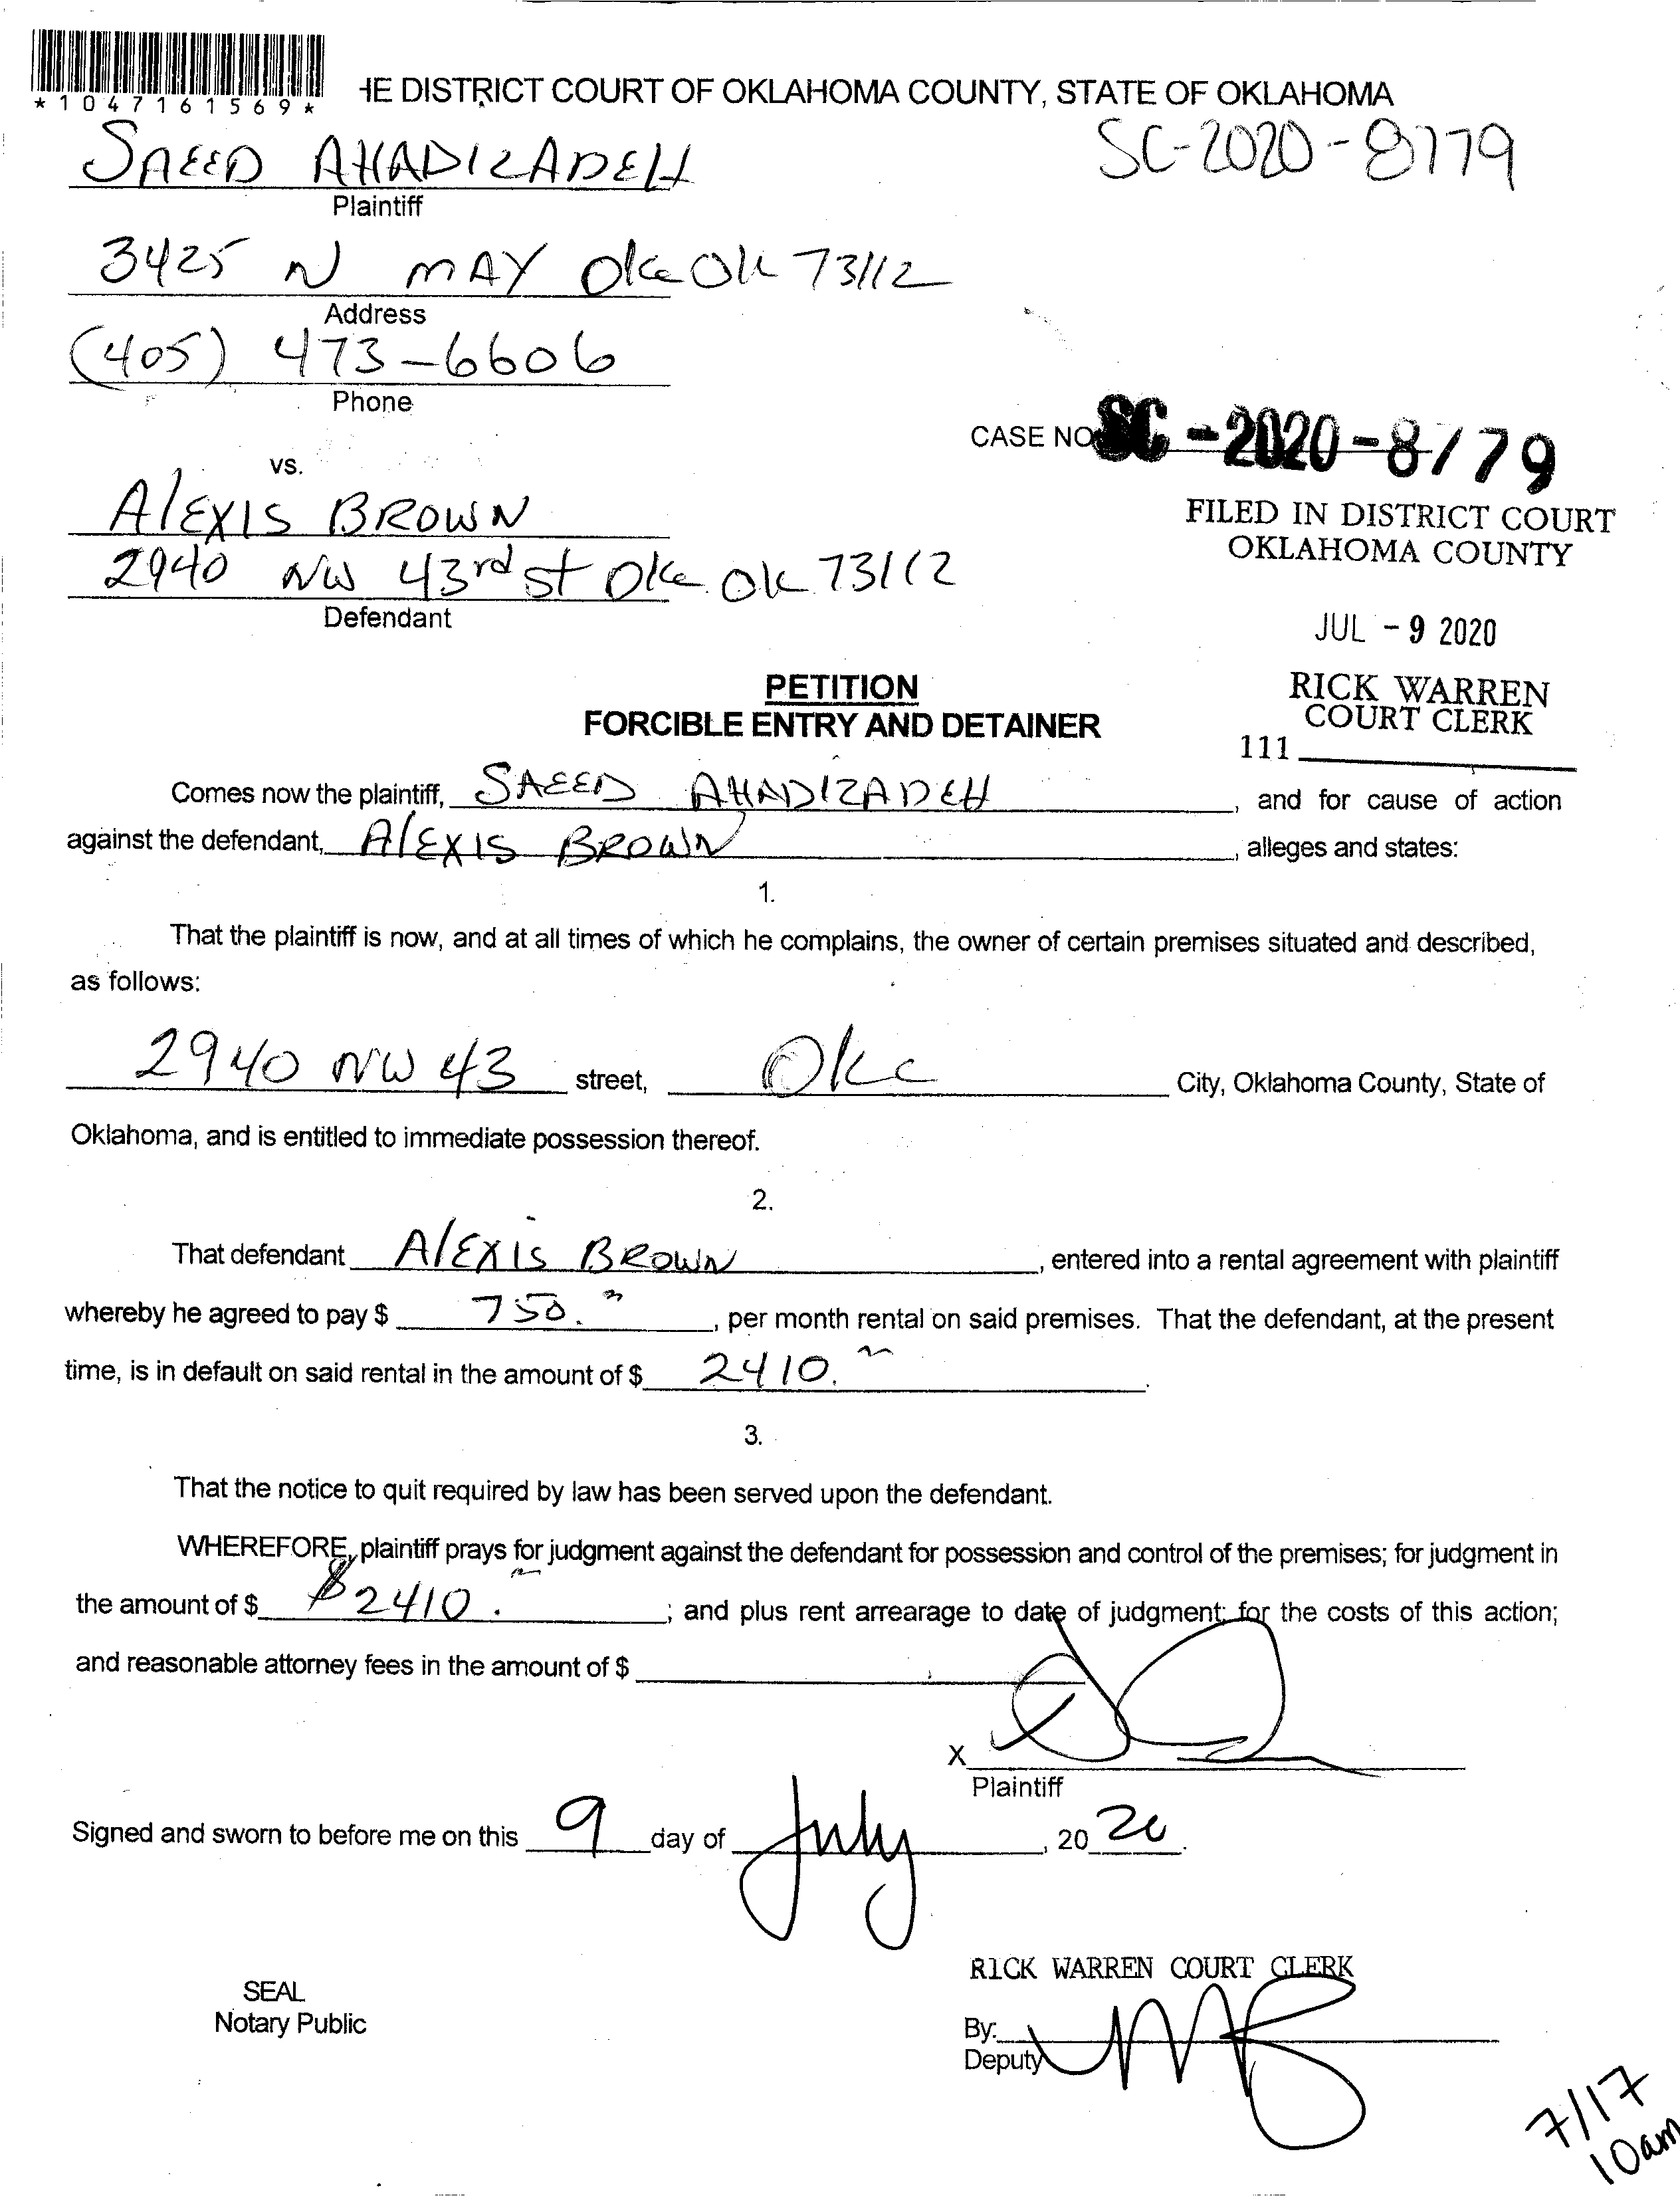 *1047161569*
HE DISTRICT COURT OF OKLAHOMA COUNTY, STATE OF OKLAHOMA
SC-2020-8779
SAEED AHADIZADEH
Plaintiff
3425 N MAY Okc Ok 73112
Address
(405) 473-6606
Phone
CASE NO SC-2020-8779
vs.
AlEXIS BROWN
FILED IN DISTRICT COURT
OKLAHOMA COUNTY
2940 NW 43rd st Okc Ok 73112
Defendant
JUL - 9 2020
PETITION
FORCIBLE ENTRY AND DETAINER
RICK WARREN
COURT CLERK
111
Comes now the plaintiff, SAEED AHADIZADEH, and for cause of action
against the defendant, AlEXIS BROWN, alleges and states:
1.
That the plaintiff is now, and at all times of which he complains, the owner of certain premises situated and described,
as follows:
2940 NW 43 street, Okc City, Oklahoma County, State of
Oklahoma, and is entitled to immediate possession thereof.
2.
That defendant AlEXIS BROWN, entered into a rental agreement with plaintiff
whereby he agreed to pay $ 750., per month rental on said premises. That the defendant, at the present
time, is in default on said rental in the amount of $ 2410.
3.
That the notice to quit required by law has been served upon the defendant.
WHEREFORE, plaintiff prays for judgment against the defendant for possession and control of the premises; for judgment in
the amount of $ $2410. ; and plus rent arrearage to date of judgment; for the costs of this action;
and reasonable attorney fees in the amount of $
X
Plaintiff
Signed and sworn to before me on this 9 day of July, 2020.
RICK WARREN COURT CLERK
SEAL
Notary Public
By:
Deputy
7/17
10am